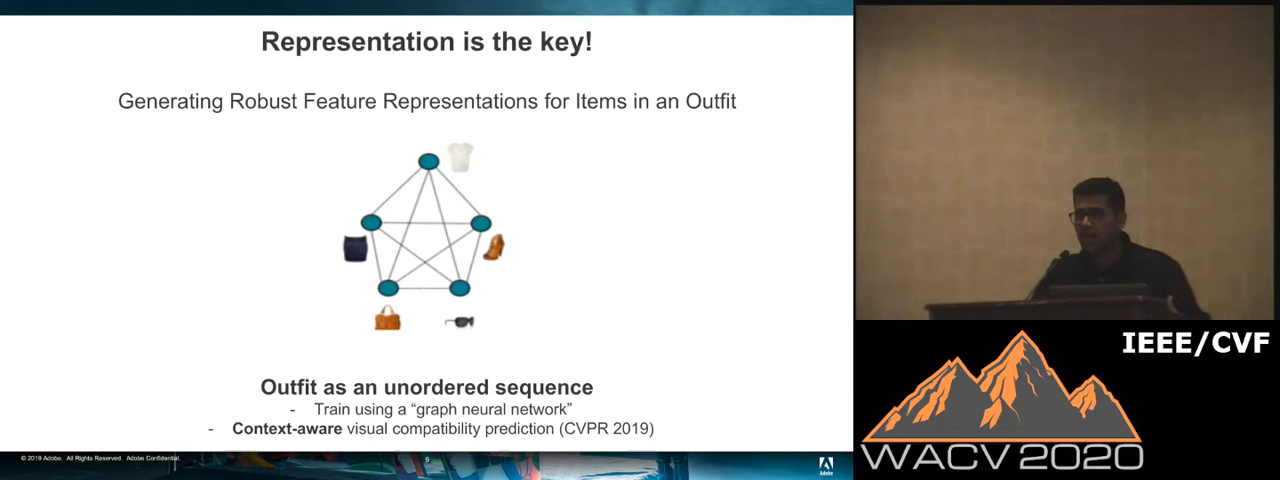 Representation is the key!
Generating Robust Feature Representations for Items in an Outfit
Outfit as an unordered sequence
- Train using a “graph neural network”
- Context-aware visual compatibility prediction (CVPR 2019)
© 2019 Adobe. All Rights Reserved. Adobe Confidential.
9
Adobe
IEEE/CVF
WACV 2020